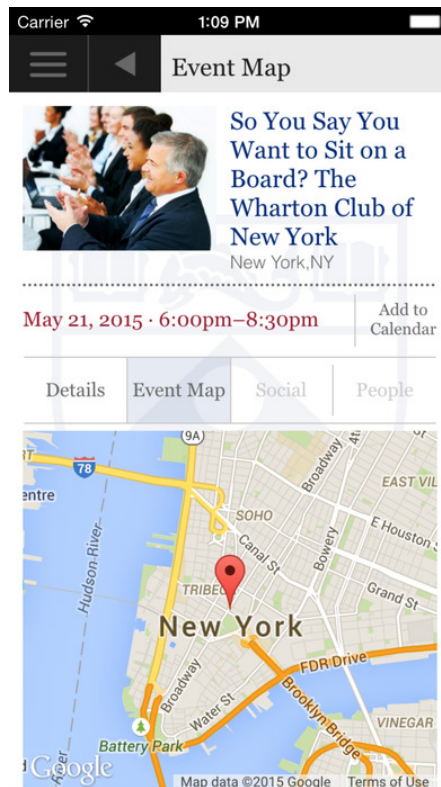 Carrier 1:09 PM
Event Map
So You Say You
Want to Sit on a
Board? The
Wharton Club of
New York
New York,NY
May 21, 2015 · 6:00pm–8:30pm
Add to
Calendar
Details Event Map Social People
9A
78
Broadway
EAST VIL
entre
SOHO
E Houston S
Hudson River
Canal St
Bowery
TRIBEC
Grand St
New York
FDR Drive
Broadway
Water St
Brooklyn Bridge
VINEGAR
Battery Park
Google
River
Map data ©2015 Google Terms of Use